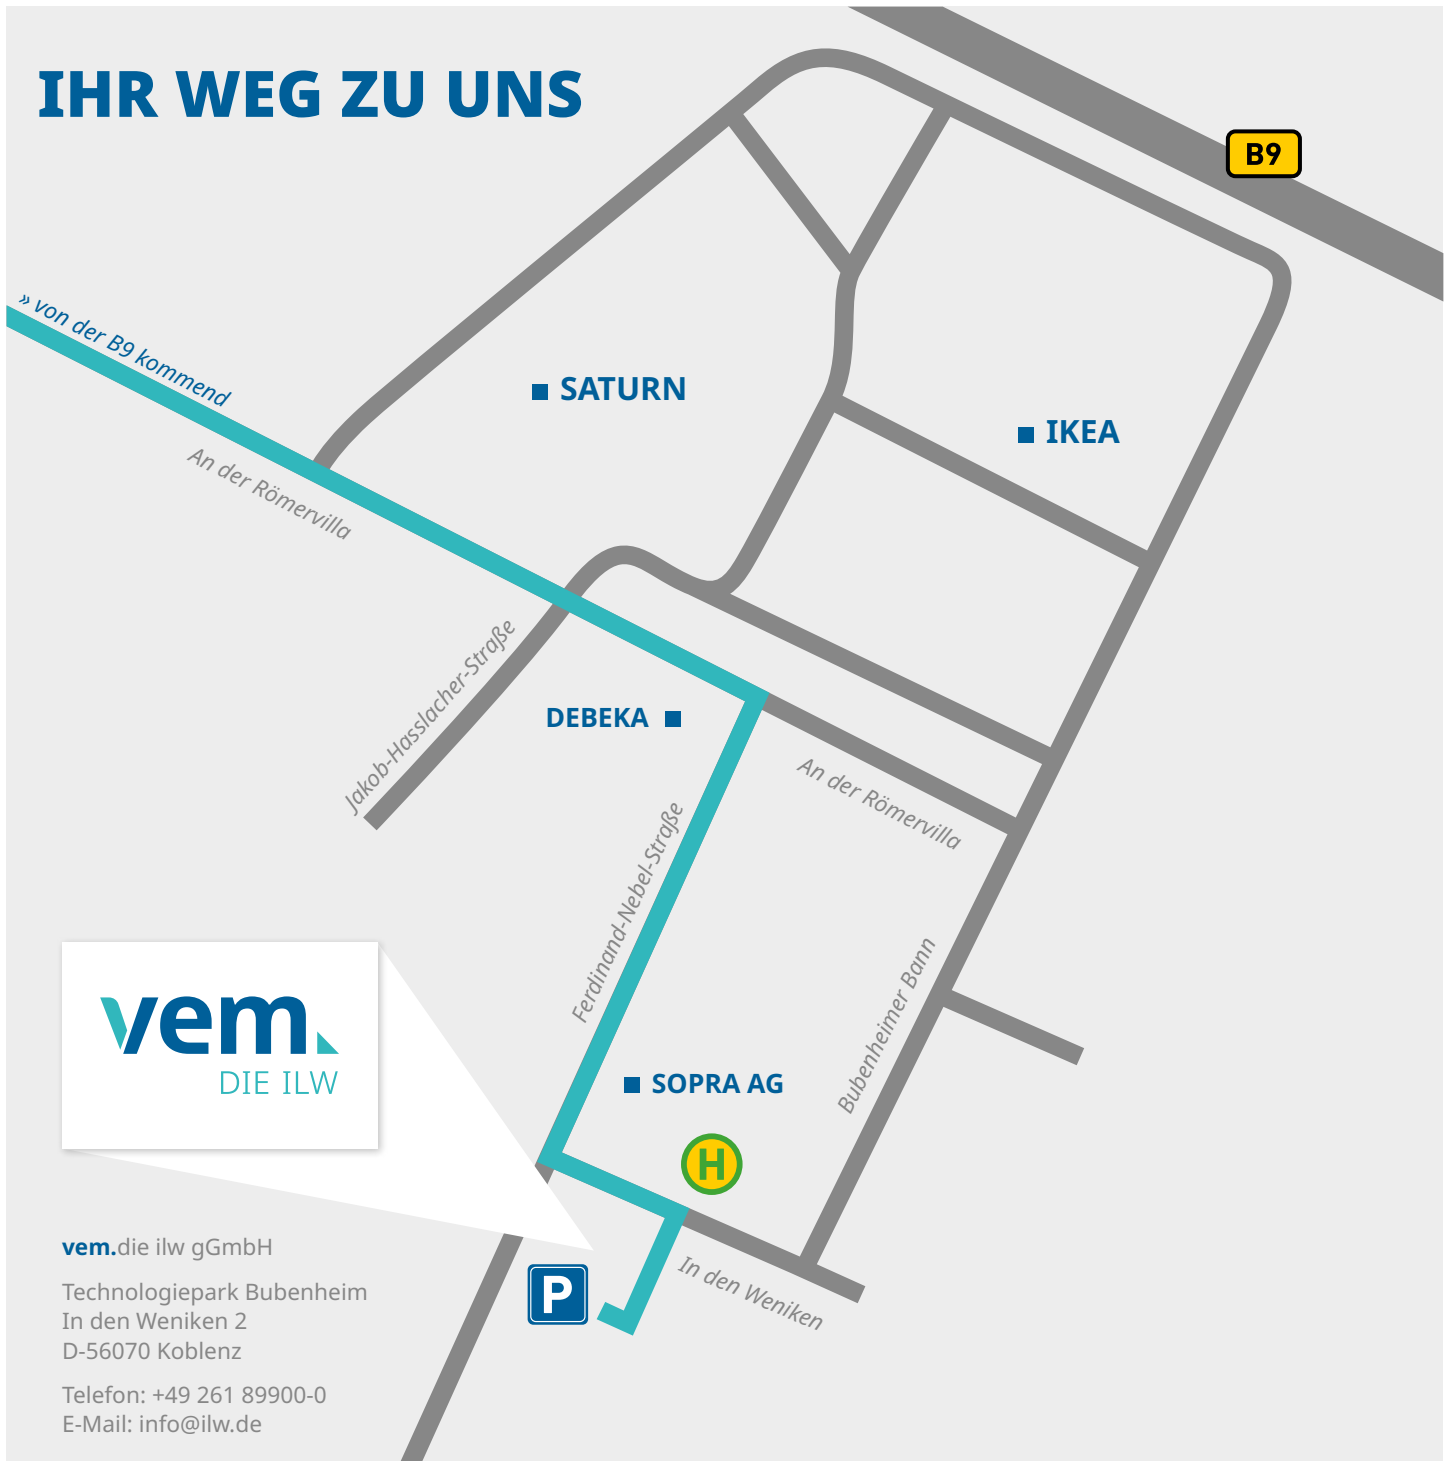 IHR WEG ZU UNS
B9
» von der B9 kommend
An der Römervilla
SATURN
IKEA
Jakob-Hasslacher-Straße
DEBEKA
An der Römervilla
Ferdinand-Nebel-Straße
Bubenheimer Bann
SOPRA AG
H
In den Weniken
P
vem.
DIE ILW
vem.die ilw gGmbH
Technologiepark Bubenheim
In den Weniken 2
D-56070 Koblenz
Telefon: +49 261 89900-0
E-Mail: info@ilw.de